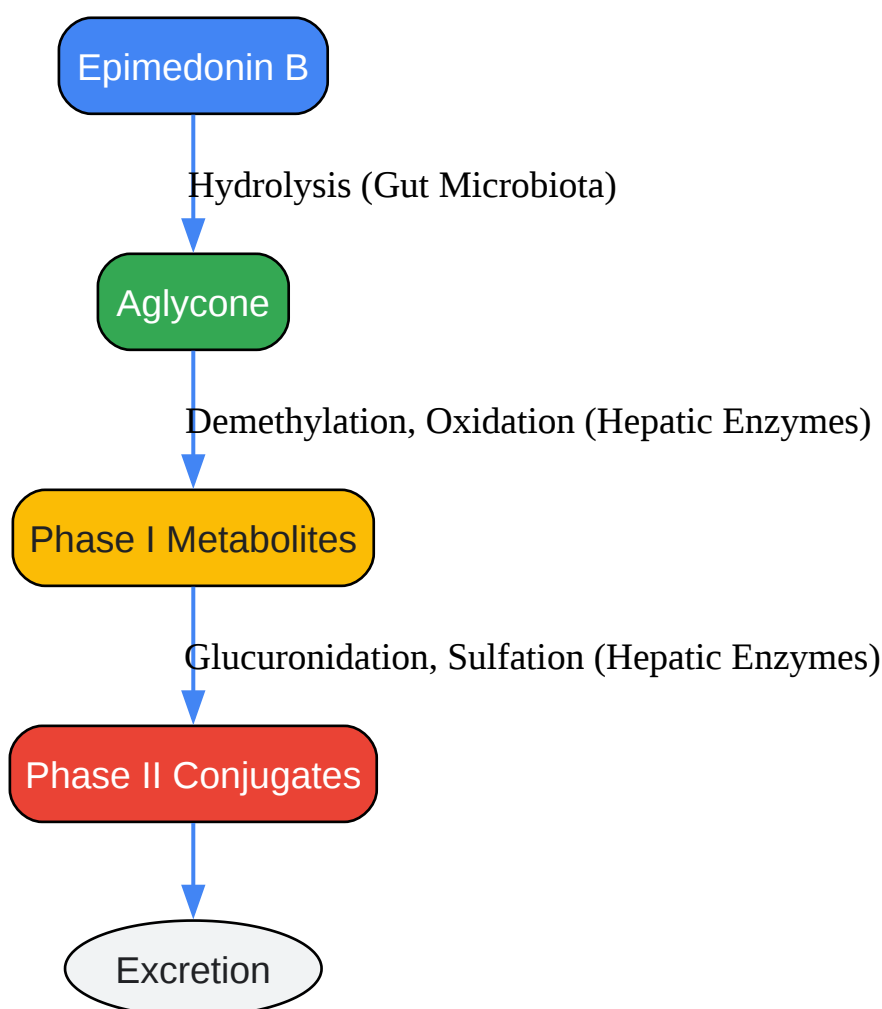 Epimedonin B
Hydrolysis (Gut Microbiota)
Aglycone
Demethylation, Oxidation (Hepatic Enzymes)
Phase I Metabolites
Glucuronidation, Sulfation (Hepatic Enzymes)
Phase II Conjugates
Excretion